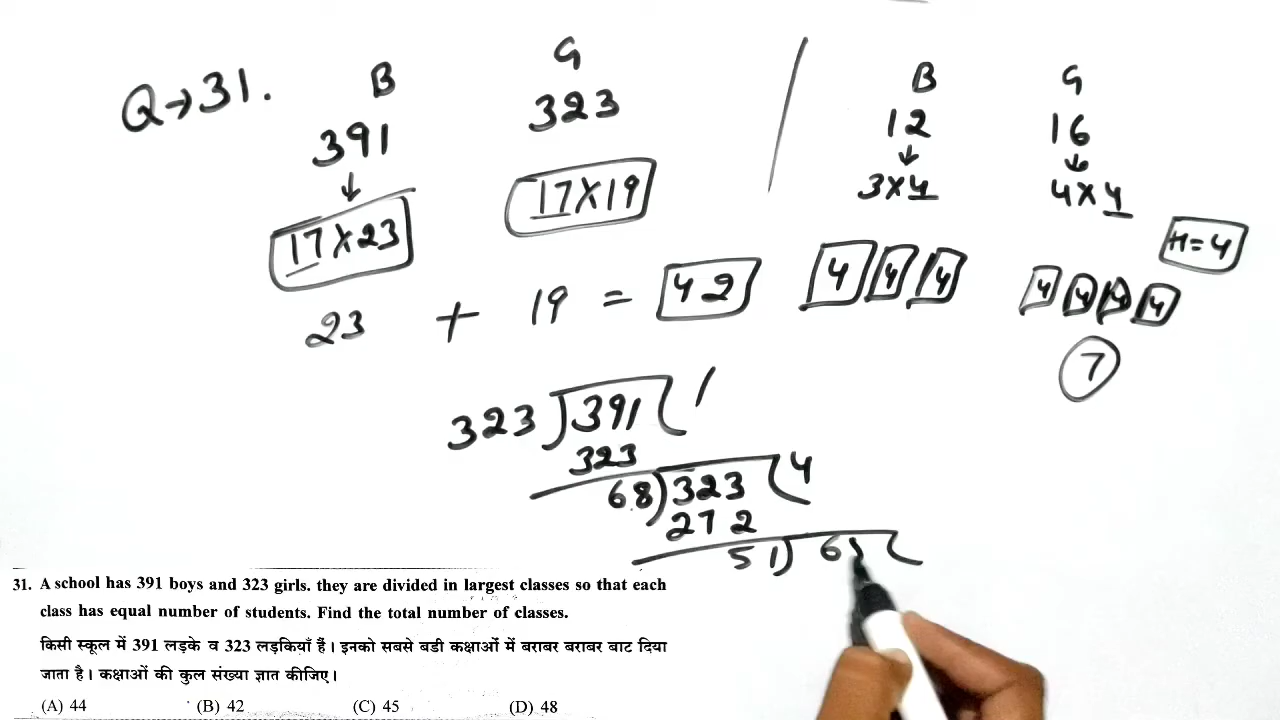 Q→31.
B G
391 323
↓
17×23 17×19
23 + 19 = 42
B G
12 16
↓ ↓
3×4 4×4
H=4
4 4 4 4 4 4 4
7
323)391(1
323
68)323(4
272
51)6
31. A school has 391 boys and 323 girls. they are divided in largest classes so that each
class has equal number of students. Find the total number of classes.
किसी स्कूल में 391 लड़के व 323 लड़कियाँ हैं। इनको सबसे बडी कक्षाओं में बराबर बराबर बाट दिया
जाता है। कक्षाओं की कुल संख्या ज्ञात कीजिए।
(A) 44 (B) 42 (C) 45 (D) 48